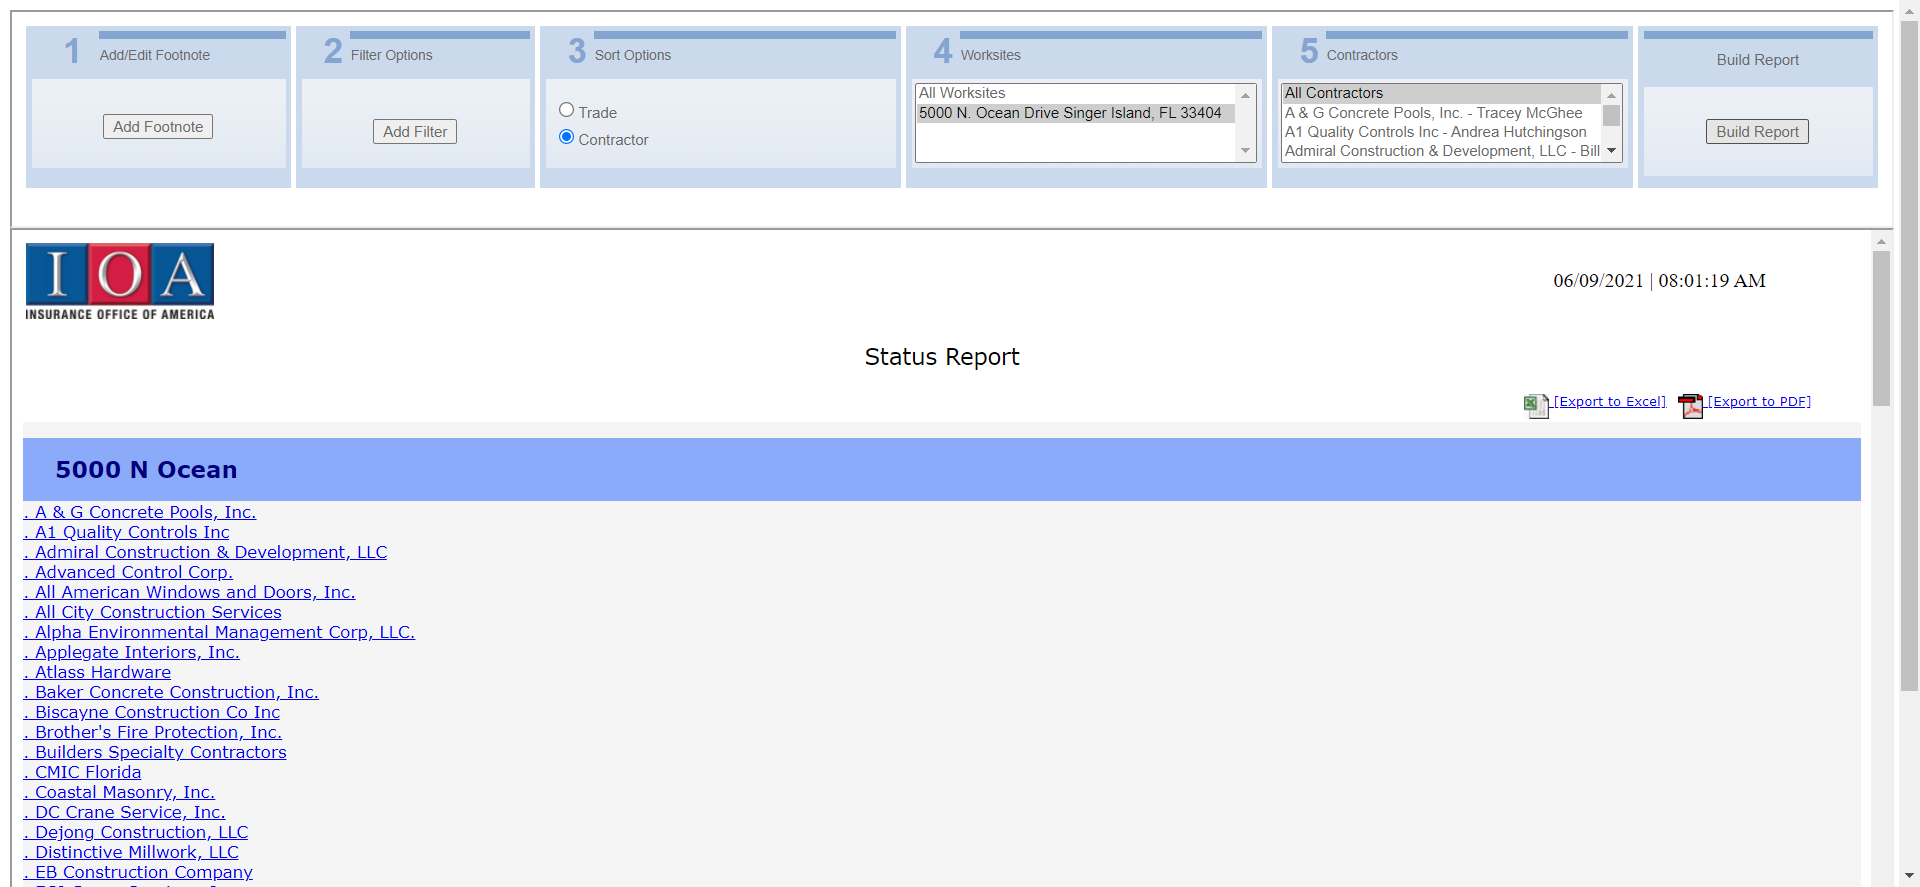 1 Add/Edit Footnote
Add Footnote
2 Filter Options
Add Filter
3 Sort Options
Trade
Contractor
4 Worksites
All Worksites
5000 N. Ocean Drive Singer Island, FL 33404
5 Contractors
All Contractors
A & G Concrete Pools, Inc. - Tracey McGhee
A1 Quality Controls Inc - Andrea Hutchingson
Admiral Construction & Development, LLC - Bill
Build Report
Build Report
IOA
INSURANCE OFFICE OF AMERICA
06/09/2021 | 08:01:19 AM
Status Report
[Export to Excel] [Export to PDF]
5000 N Ocean
. A & G Concrete Pools, Inc.
. A1 Quality Controls Inc
. Admiral Construction & Development, LLC
. Advanced Control Corp.
. All American Windows and Doors, Inc.
. All City Construction Services
. Alpha Environmental Management Corp, LLC.
. Applegate Interiors, Inc.
. Atlass Hardware
. Baker Concrete Construction, Inc.
. Biscayne Construction Co Inc
. Brother's Fire Protection, Inc.
. Builders Specialty Contractors
. CMIC Florida
. Coastal Masonry, Inc.
. DC Crane Service, Inc.
. Dejong Construction, LLC
. Distinctive Millwork, LLC
. EB Construction Company